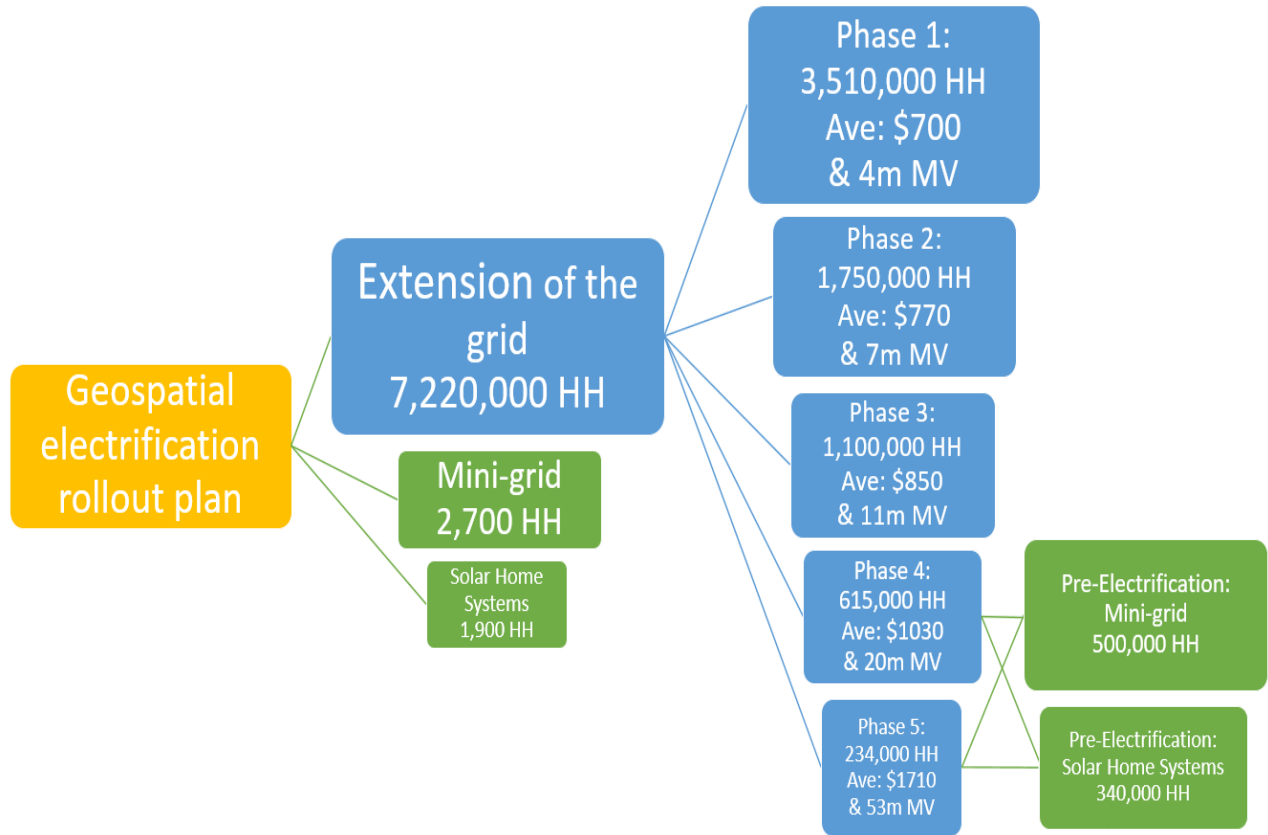 Geospatial
electrification
rollout plan
Extension of the
grid
7,220,000 HH
Mini-grid
2,700 HH
Solar Home
Systems
1,900 HH
Phase 1:
3,510,000 HH
Ave: $700
& 4m MV
Phase 2:
1,750,000 HH
Ave: $770
& 7m MV
Phase 3:
1,100,000 HH
Ave: $850
& 11m MV
Phase 4:
615,000 HH
Ave: $1030
& 20m MV
Phase 5:
234,000 HH
Ave: $1710
& 53m MV
Pre-Electrification:
Mini-grid
500,000 HH
Pre-Electrification:
Solar Home Systems
340,000 HH